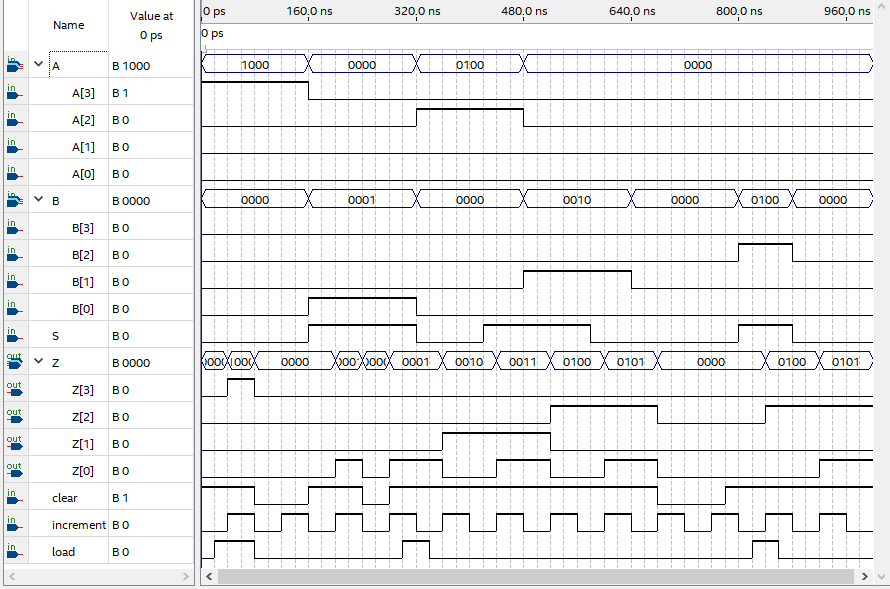 Name Value at 0 ps
0 ps 160.0 ns 320.0 ns 480.0 ns 640.0 ns 800.0 ns 960.0 ns
0 ps
in A B 1000 1000 0000 0100 0000
in A[3] B 1
in A[2] B 0
in A[1] B 0
in A[0] B 0
in B B 0000 0000 0001 0000 0010 0000 0100 0000
in B[3] B 0
in B[2] B 0
in B[1] B 0
in B[0] B 0
in S B 0
out Z B 0000 0000 0001 0010 0011 0100 0101 0000 0100 0101
out Z[3] B 0
out Z[2] B 0
out Z[1] B 0
out Z[0] B 0
in clear B 1
in increment B 0
in load B 0